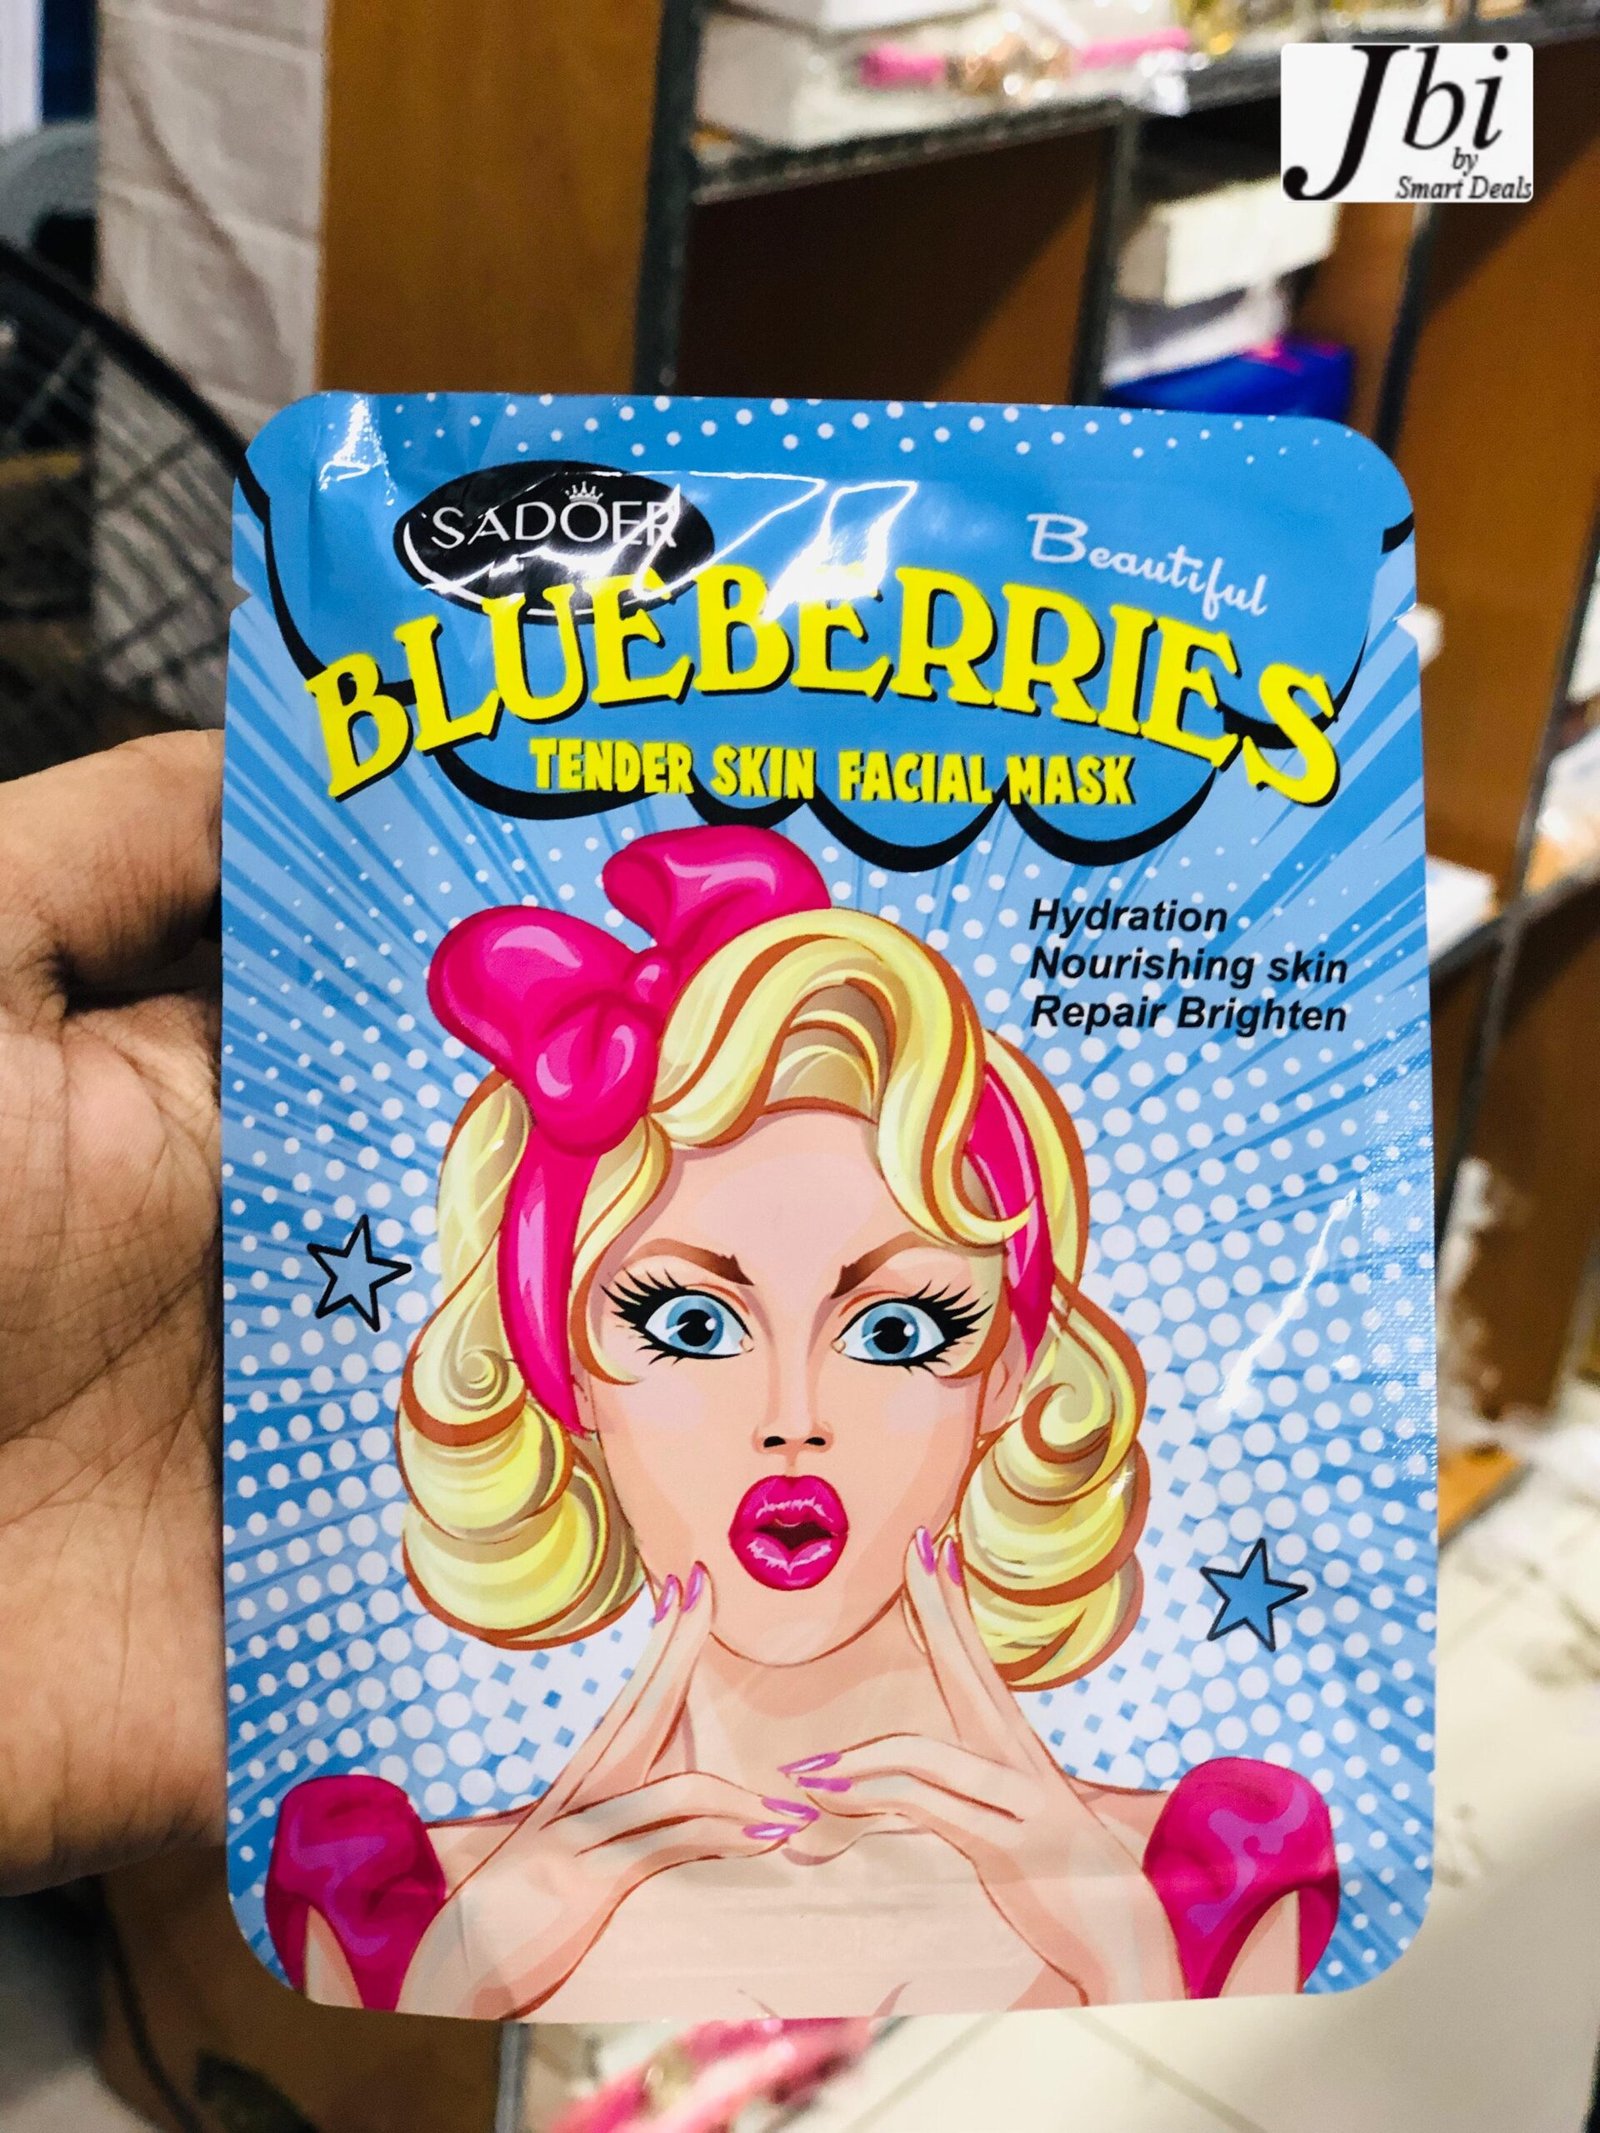 Jbi
by
Smart Deals
SADOER
Beautiful
BLUEBERRIES
TENDER SKIN FACIAL MASK
Hydration
Nourishing skin
Repair Brighten